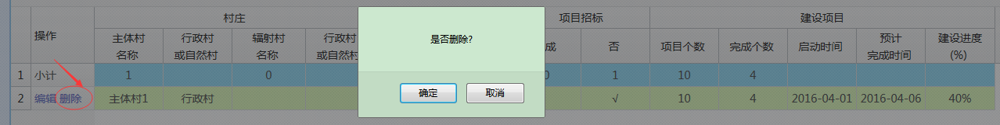 操作 村庄 项目招标 建设项目
主体村 名称 行政村 或自然村 辐射村 名称 行政村 或自然村 成 否 项目个数 完成个数 启动时间 预计 完成时间 建设进度 (%)
是否删除?
确定 取消
1 小计 1 0 0 1 10 4
2 编辑 删除 主体村1 行政村 √ 10 4 2016-04-01 2016-04-06 40%